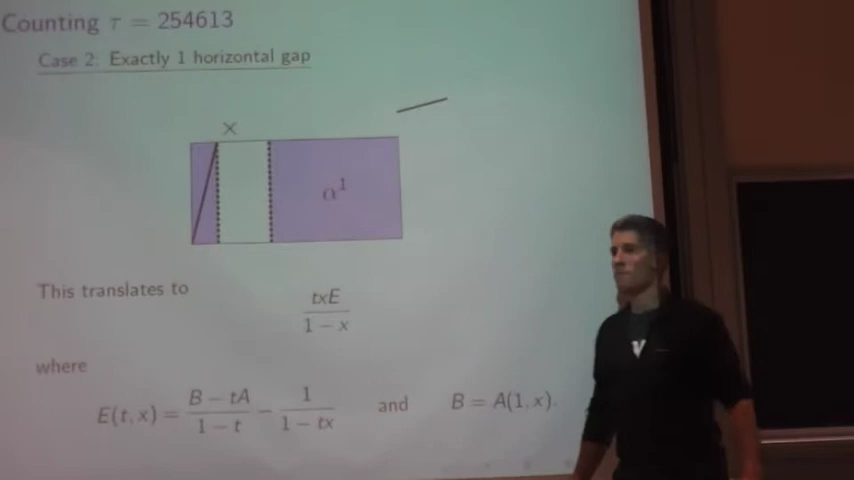 Counting τ = 254613
Case 2: Exactly 1 horizontal gap
×
α¹
This translates to
txE
1 − x
where
E(t, x) = B − tA / 1 − t − 1 / 1 − tx and B = A(1, x).